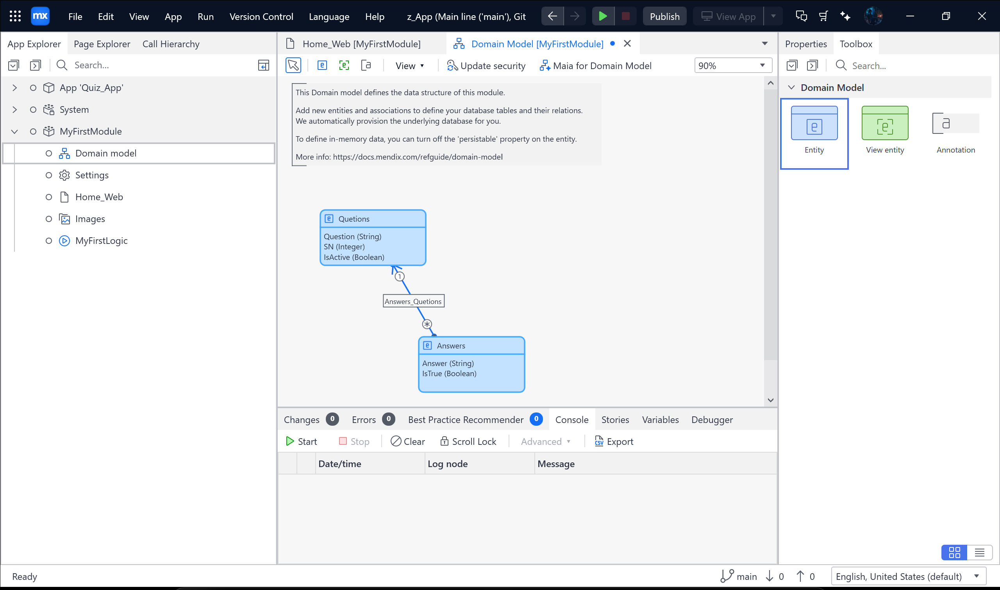 mx
File Edit View App Run Version Control Language Help z_App (Main line ('main'), Git Publish View App
App Explorer Page Explorer Call Hierarchy
Search...
App 'Quiz_App'
System
MyFirstModule
Domain model
Settings
Home_Web
Images
MyFirstLogic
Home_Web [MyFirstModule] Domain Model [MyFirstModule]
View Update security Maia for Domain Model 90%
This Domain model defines the data structure of this module.
Add new entities and associations to define your database tables and their relations.
We automatically provision the underlying database for you.
To define in-memory data, you can turn off the 'persistable' property on the entity.
More info: https://docs.mendix.com/refguide/domain-model
e Quetions
Question (String)
SN (Integer)
IsActive (Boolean)
1
Answers_Quetions
*
e Answers
Answer (String)
IsTrue (Boolean)
Changes 0 Errors 0 Best Practice Recommender 0 Console Stories Variables Debugger
Start Stop Clear Scroll Lock Advanced CSV Export
Date/time Log node Message
Properties Toolbox
Search...
Domain Model
e e a
Entity View entity Annotation
Ready main 0 0 English, United States (default)